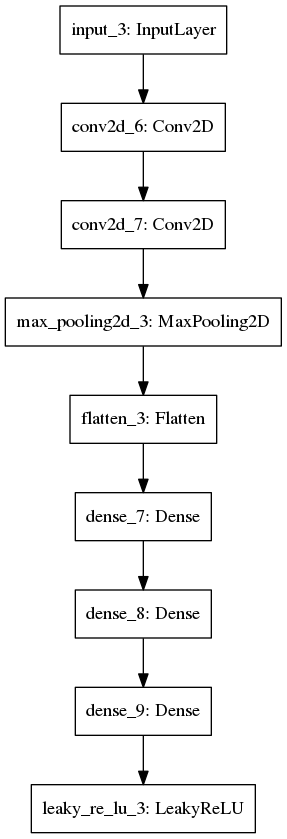 input_3: InputLayer
conv2d_6: Conv2D
conv2d_7: Conv2D
max_pooling2d_3: MaxPooling2D
flatten_3: Flatten
dense_7: Dense
dense_8: Dense
dense_9: Dense
leaky_re_lu_3: LeakyReLU